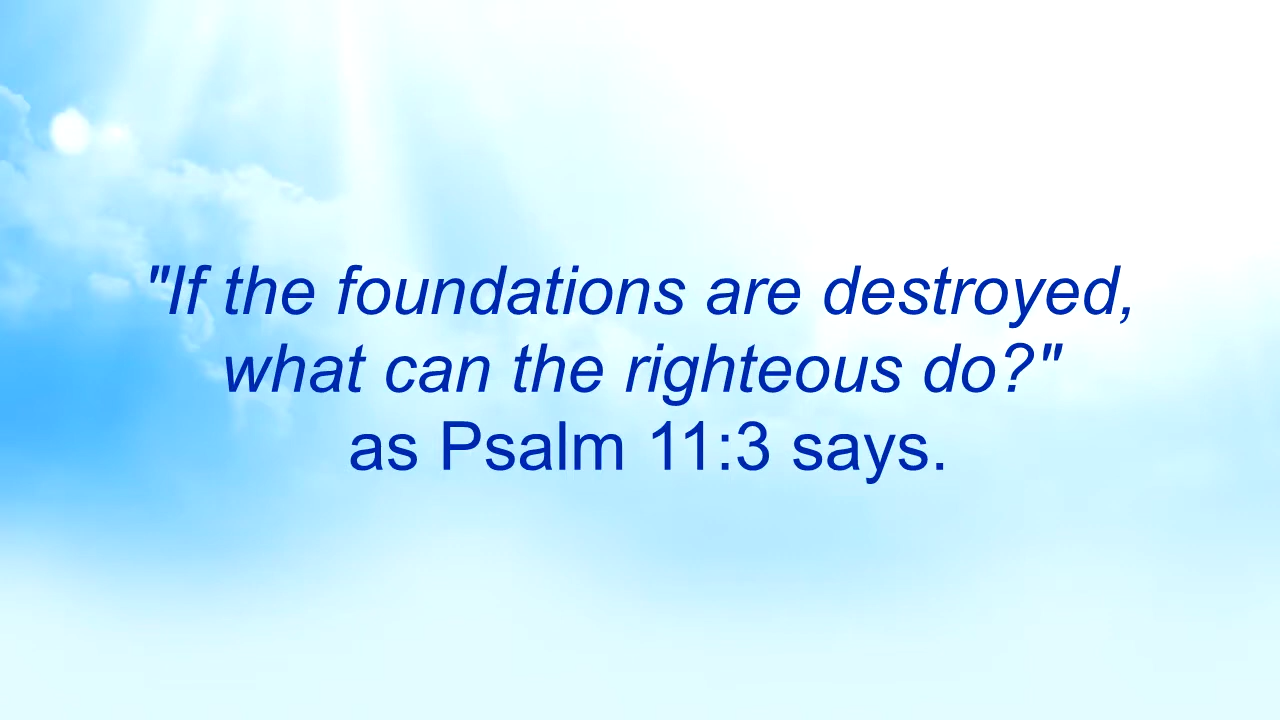 "If the foundations are destroyed,
what can the righteous do?"
as Psalm 11:3 says.